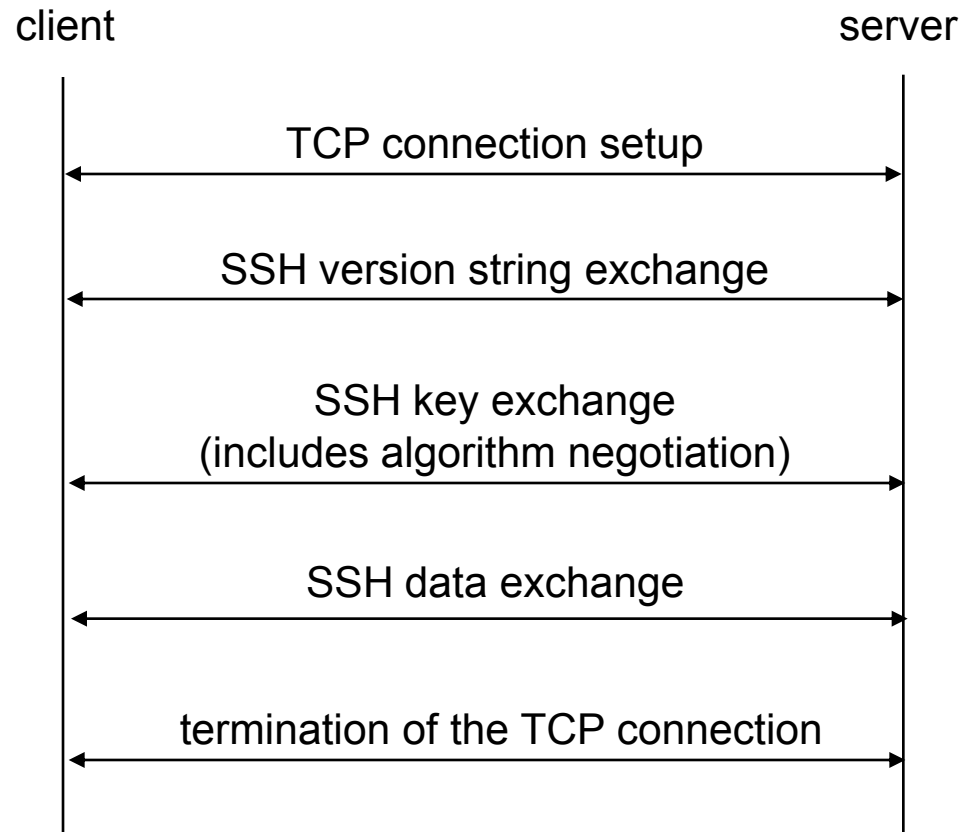 client
server
TCP connection setup
SSH version string exchange
SSH key exchange
(includes algorithm negotiation)
SSH data exchange
termination of the TCP connection